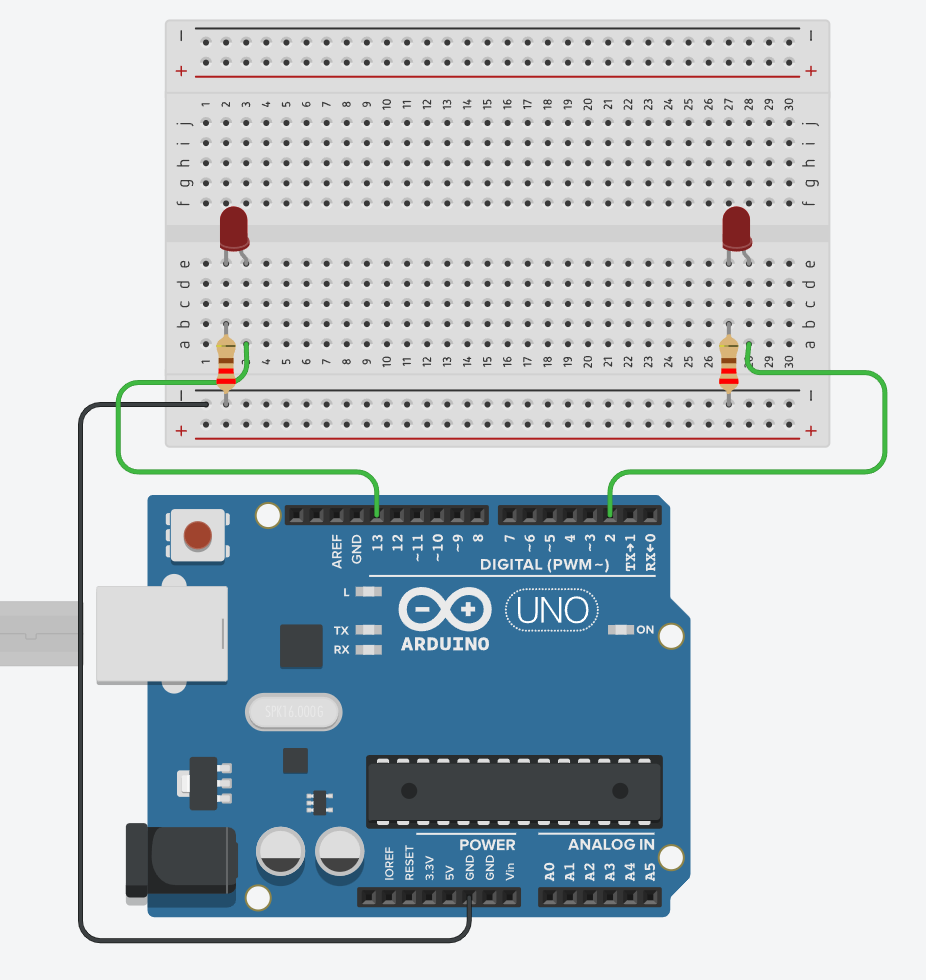 − −
+ +
1 2 3 4 5 6 7 8 9 10 11 12 13 14 15 16 17 18 19 20 21 22 23 24 25 26 27 28 29 30
j j
i i
h h
g g
f f
e e
d d
c c
b b
a a
1 4 5 6 7 8 9 10 11 12 13 14 15 16 17 18 19 20 21 22 23 24 25 26 29 30
− −
+ +
AREF GND 13 12 ~11 ~10 ~9 8 7 ~6 ~5 4 ~3 2 TX→1 RX←0
DIGITAL (PWM~)
L
− +
UNO
TX
ON
RX
ARDUINO
SPK16.000G
POWER ANALOG IN
IOREF RESET 3.3V 5V GND GND Vin A0 A1 A2 A3 A4 A5